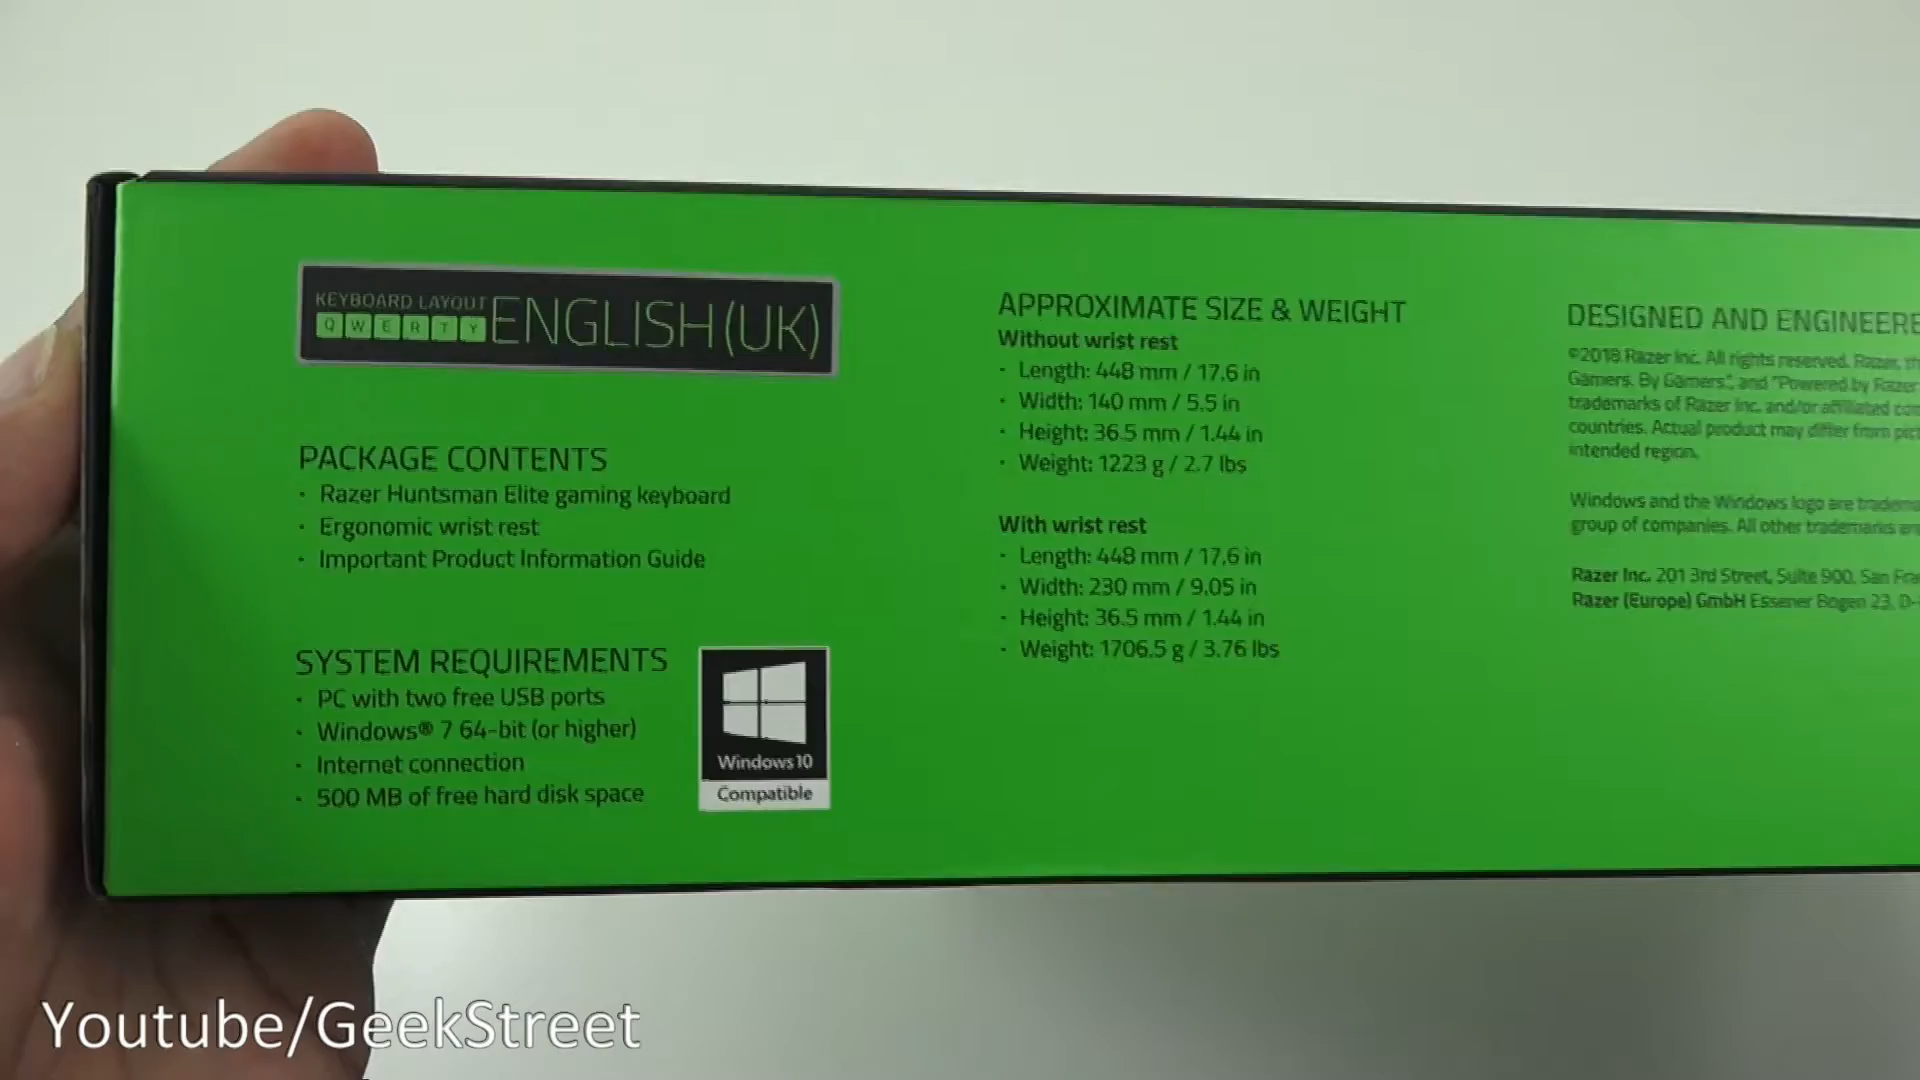 KEYBOARD LAYOUT
QWERTY
ENGLISH (UK)
PACKAGE CONTENTS
· Razer Huntsman Elite gaming keyboard
· Ergonomic wrist rest
· Important Product Information Guide
SYSTEM REQUIREMENTS
· PC with two free USB ports
· Windows® 7 64-bit (or higher)
· Internet connection
· 500 MB of free hard disk space
Windows 10
Compatible
APPROXIMATE SIZE & WEIGHT
Without wrist rest
· Length: 448 mm / 17.6 in
· Width: 140 mm / 5.5 in
· Height: 36.5 mm / 1.44 in
· Weight: 1223 g / 2.7 lbs
With wrist rest
· Length: 448 mm / 17.6 in
· Width: 230 mm / 9.05 in
· Height: 36.5 mm / 1.44 in
· Weight: 1706.5 g / 3.76 lbs
DESIGNED AND ENGINEERE
©2018 Razer Inc. All rights reserved. Razer, th
Gamers. By Gamers.", and "Powered by Razer
trademarks of Razer Inc. and/or affiliated co
countries. Actual product may differ from pic
intended region.
Windows and the Windows logo are tradem
group of companies. All other trademarks are
Razer Inc. 201 3rd Street, Suite 900, San Fra
Razer (Europe) GmbH Essener Bogen 23, D-
Youtube/GeekStreet